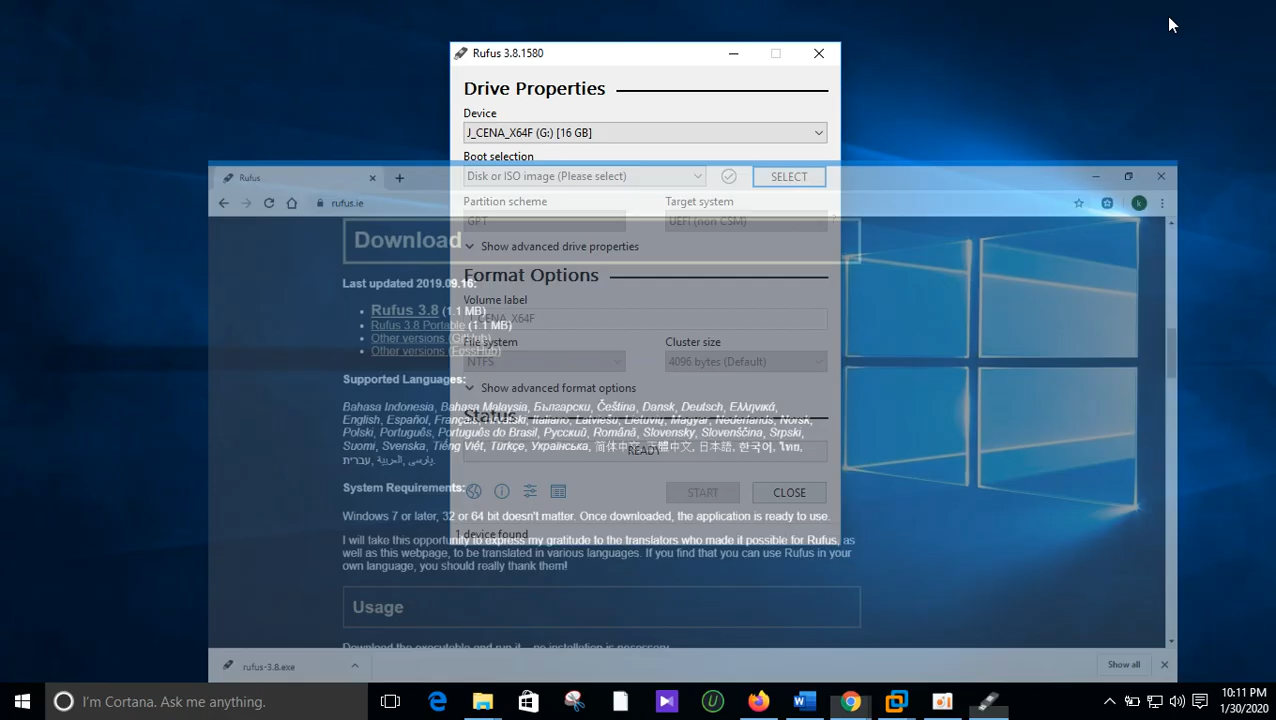 Rufus 3.8.1580
Drive Properties
Device
J_CENA_X64F (G:) [16 GB]
Boot selection
Disk or ISO image (Please select)
SELECT
Partition scheme
Target system
GPT
UEFI (non CSM)
?
Show advanced drive properties
Format Options
Volume label
J_CENA_X64F
File system
Cluster size
NTFS
4096 bytes (Default)
Show advanced format options
Status
READY
START
CLOSE
1 device found
Rufus
rufus.ie
k
Download
Last updated 2019.09.16:
Rufus 3.8 (1.1 MB)
Rufus 3.8 Portable (1.1 MB)
Other versions (GitHub)
Other versions (FossHub)
Supported Languages:
Bahasa Indonesia, Bahasa Malaysia, Български, Čeština, Dansk, Deutsch, Ελληνικά,
English, Español, Français, Hrvatski, Italiano, Latviešu, Lietuvių, Magyar, Nederlands, Norsk,
Polski, Português, Português do Brasil, Русский, Română, Slovensky, Slovenščina, Srpski,
Suomi, Svenska, Tiếng Việt, Türkçe, Українська, 简体中文, 正體中文, 日本語, 한국어, ไทย,
پارسی, العربية, עברית.
System Requirements:
Windows 7 or later, 32 or 64 bit doesn't matter. Once downloaded, the application is ready to use.
I will take this opportunity to express my gratitude to the translators who made it possible for Rufus, as
well as this webpage, to be translated in various languages. If you find that you can use Rufus in your
own language, you should really thank them!
Usage
Download the executable and run it – no installation is necessary.
rufus-3.8.exe
Show all
I'm Cortana. Ask me anything.
10:11 PM
1/30/2020